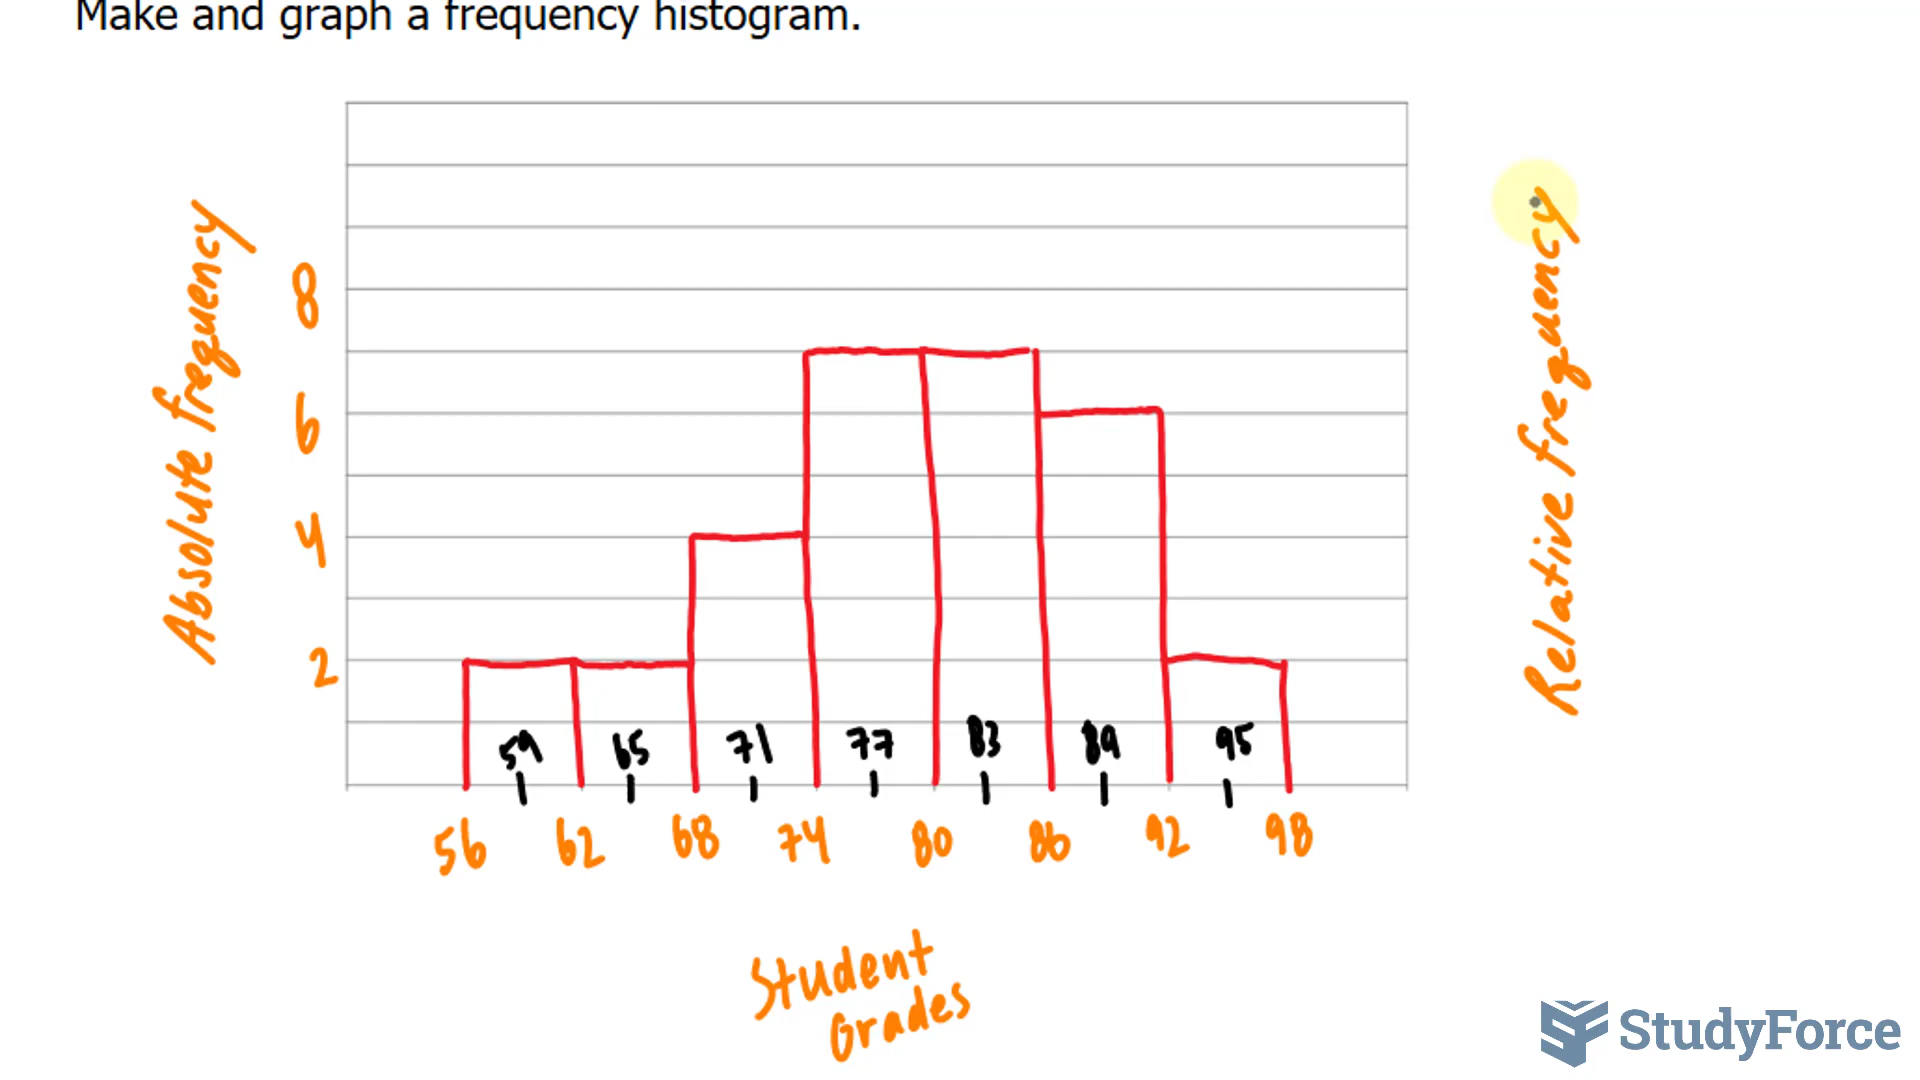 Make and graph a frequency histogram.
Absolute frequency
8
6
4
2
59 65 71 77 83 89 95
56 62 68 74 80 86 92 98
Student
Grades
Relative frequency
StudyForce